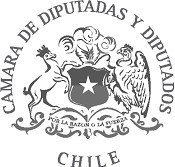 CAMARA DE DIPUTADAS Y DIPUTADOS
POR LA RAZON O LA FUERZA
CHILE